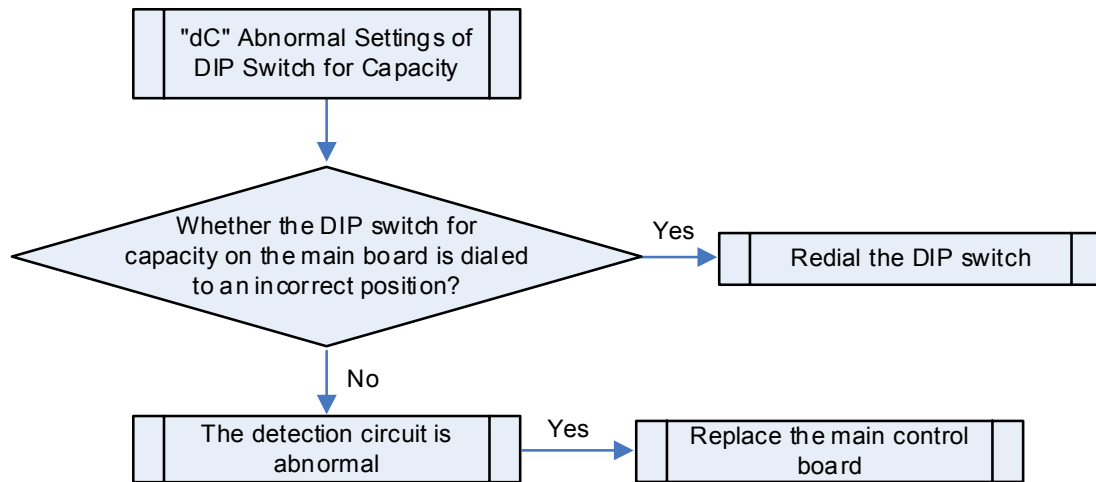 "dC" Abnormal Settings of
DIP Switch for Capacity
Whether the DIP switch for
capacity on the main board is dialed
to an incorrect position?
Yes
Redial the DIP switch
No
The detection circuit is
abnormal
Yes
Replace the main control
board